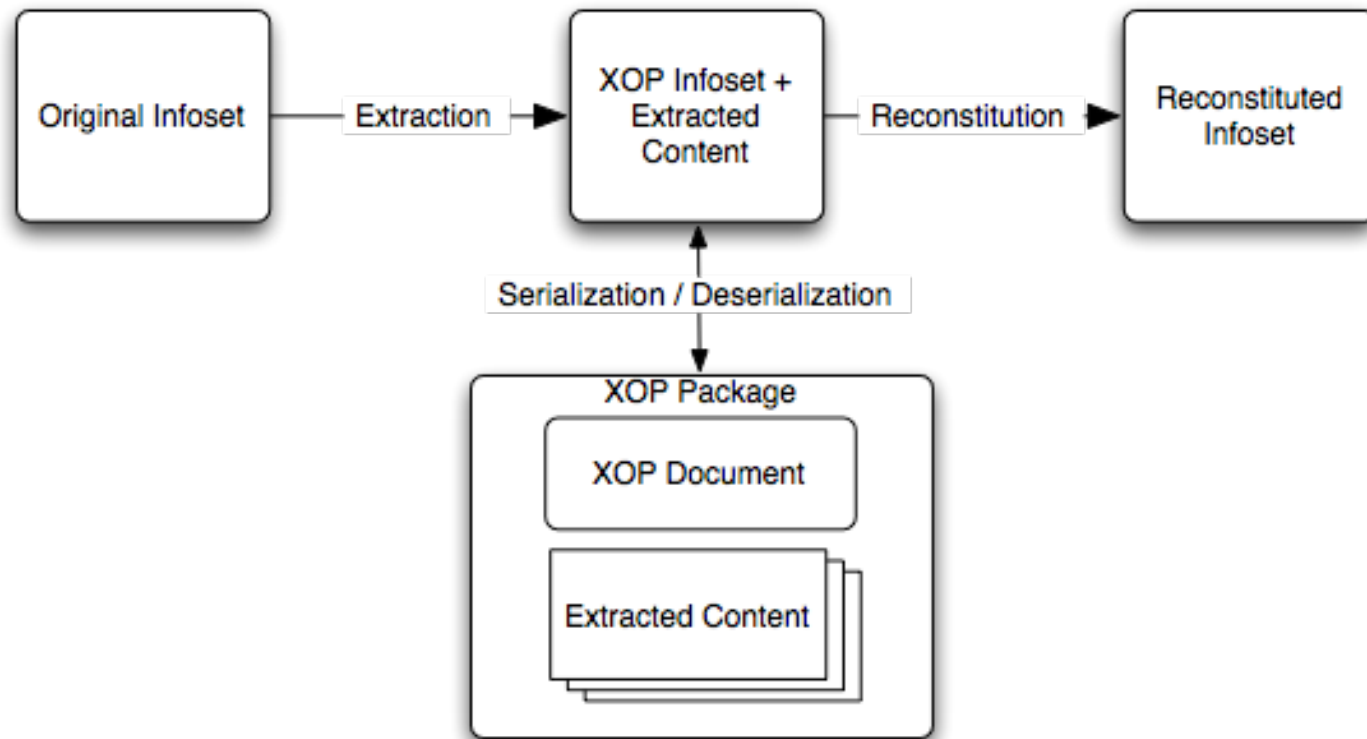 Original Infoset
Extraction
XOP Infoset +
Extracted
Content
Reconstitution
Reconstituted
Infoset
Serialization / Deserialization
XOP Package
XOP Document
Extracted Content